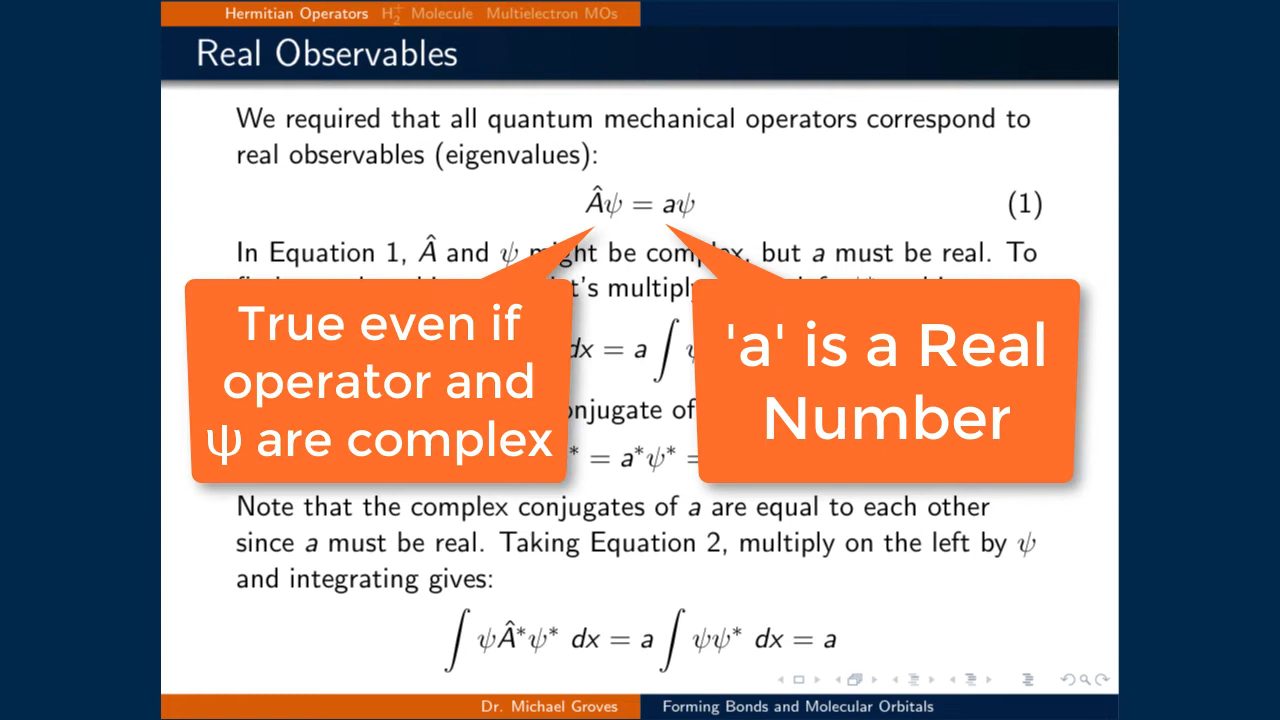 Hermitian Operators H₂⁺ Molecule Multielectron MOs
Real Observables
We required that all quantum mechanical operators correspond to
real observables (eigenvalues):
Âψ = aψ (1)
In Equation 1, Â and ψ might be complex, but a must be real. To
let's multiply
dx = a ∫
conjugate of
* = a*ψ* =
True even if
operator and
ψ are complex
'a' is a Real
Number
Note that the complex conjugates of a are equal to each other
since a must be real. Taking Equation 2, multiply on the left by ψ
and integrating gives:
∫ ψÂ*ψ* dx = a ∫ ψψ* dx = a
Dr. Michael Groves Forming Bonds and Molecular Orbitals